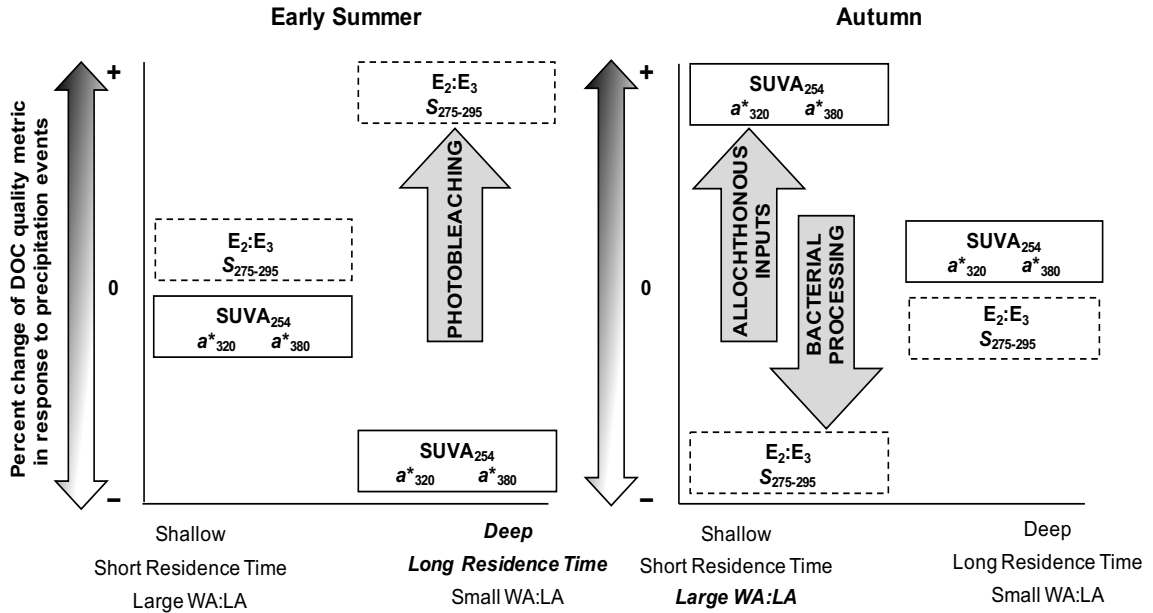 Early Summer
Autumn
Percent change of DOC quality metric
in response to precipitation events
+
0
−
E2:E3
S275-295
SUVA254
a*320 a*380
E2:E3
S275-295
PHOTOBLEACHING
SUVA254
a*320 a*380
Shallow
Short Residence Time
Large WA:LA
Deep
Long Residence Time
Small WA:LA
+
0
−
SUVA254
a*320 a*380
ALLOCHTHONOUS
INPUTS
BACTERIAL
PROCESSING
E2:E3
S275-295
SUVA254
a*320 a*380
E2:E3
S275-295
Shallow
Short Residence Time
Large WA:LA
Deep
Long Residence Time
Small WA:LA